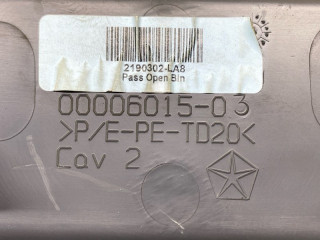 2190302-LA8
Pass Open Bin
00006015-03
>P/E-PE-TD20<
Cav 2